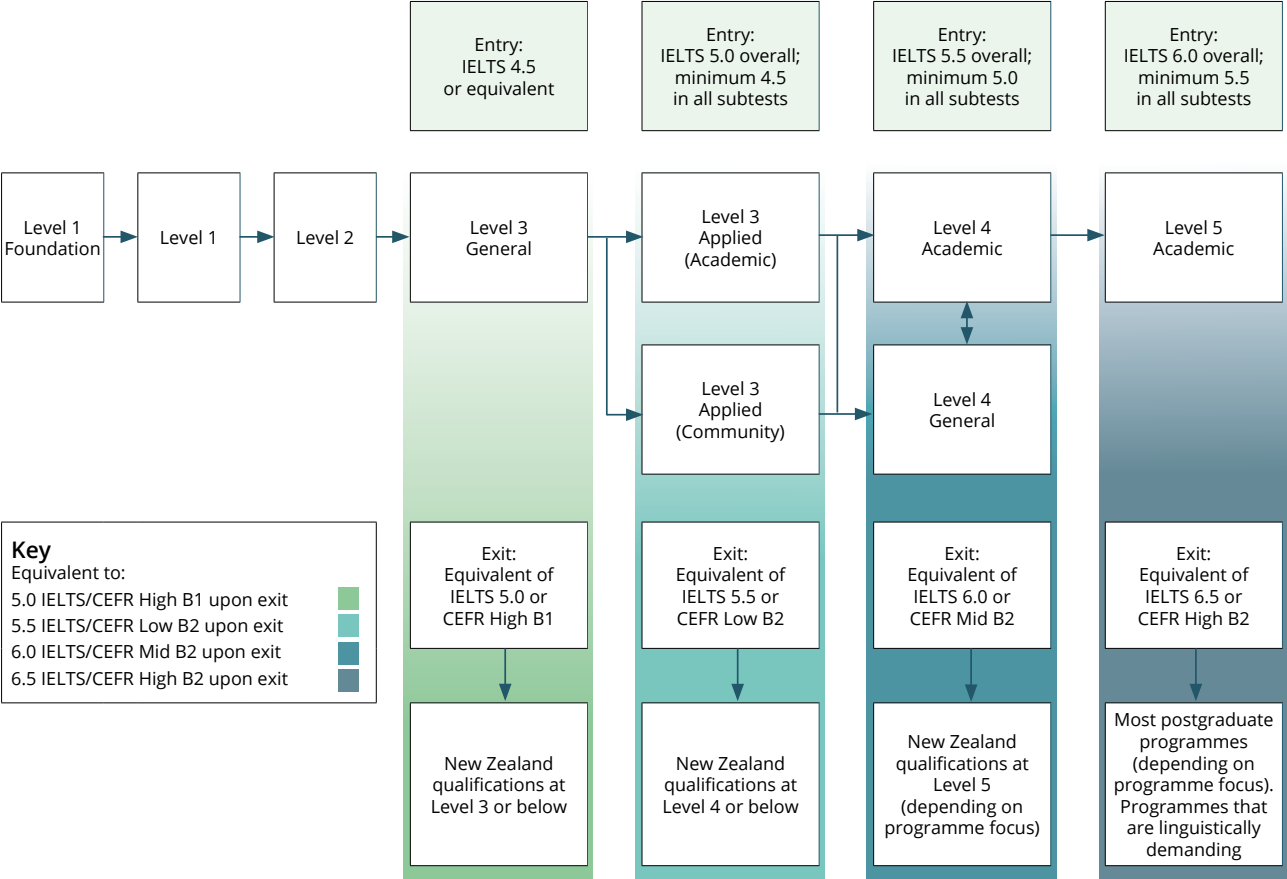 Entry:
IELTS 4.5
or equivalent
Entry:
IELTS 5.0 overall;
minimum 4.5
in all subtests
Entry:
IELTS 5.5 overall;
minimum 5.0
in all subtests
Entry:
IELTS 6.0 overall;
minimum 5.5
in all subtests
Level 1
Foundation
Level 1
Level 2
Level 3
General
Level 3
Applied
(Academic)
Level 4
Academic
Level 5
Academic
Level 3
Applied
(Community)
Level 4
General
Key
Equivalent to:
5.0 IELTS/CEFR High B1 upon exit
5.5 IELTS/CEFR Low B2 upon exit
6.0 IELTS/CEFR Mid B2 upon exit
6.5 IELTS/CEFR High B2 upon exit
Exit:
Equivalent of
IELTS 5.0 or
CEFR High B1
Exit:
Equivalent of
IELTS 5.5 or
CEFR Low B2
Exit:
Equivalent of
IELTS 6.0 or
CEFR Mid B2
Exit:
Equivalent of
IELTS 6.5 or
CEFR High B2
New Zealand
qualifications at
Level 3 or below
New Zealand
qualifications at
Level 4 or below
New Zealand
qualifications at
Level 5
(depending on
programme focus)
Most postgraduate
programmes
(depending on
programme focus).
Programmes that
are linguistically
demanding